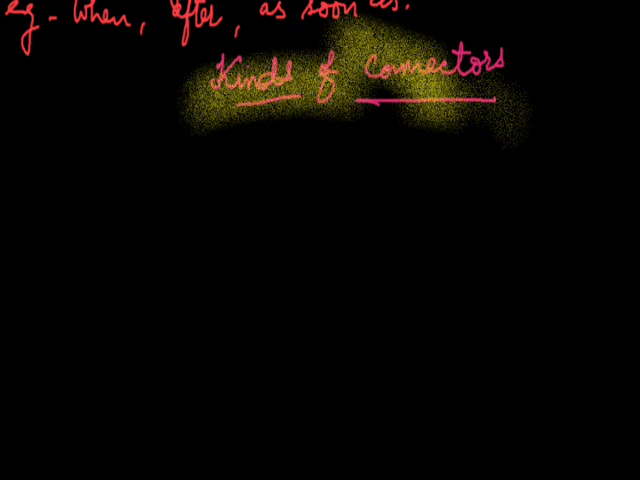 eg - When, after, as soon as.
Kinds of Connectors